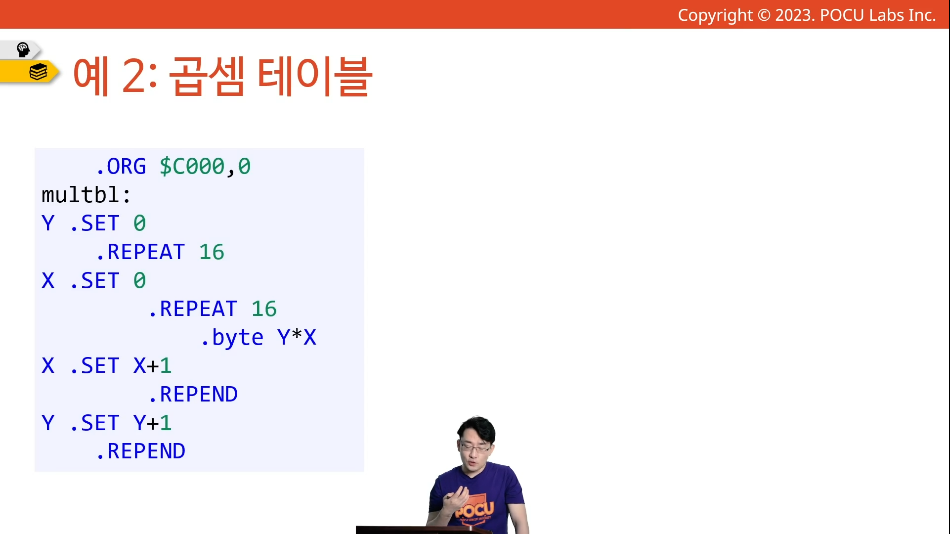 Copyright © 2023. POCU Labs Inc.
예 2: 곱셈 테이블
.ORG $C000,0
multbl:
Y .SET 0
.REPEAT 16
X .SET 0
.REPEAT 16
.byte Y*X
X .SET X+1
.REPEND
Y .SET Y+1
.REPEND
POCU